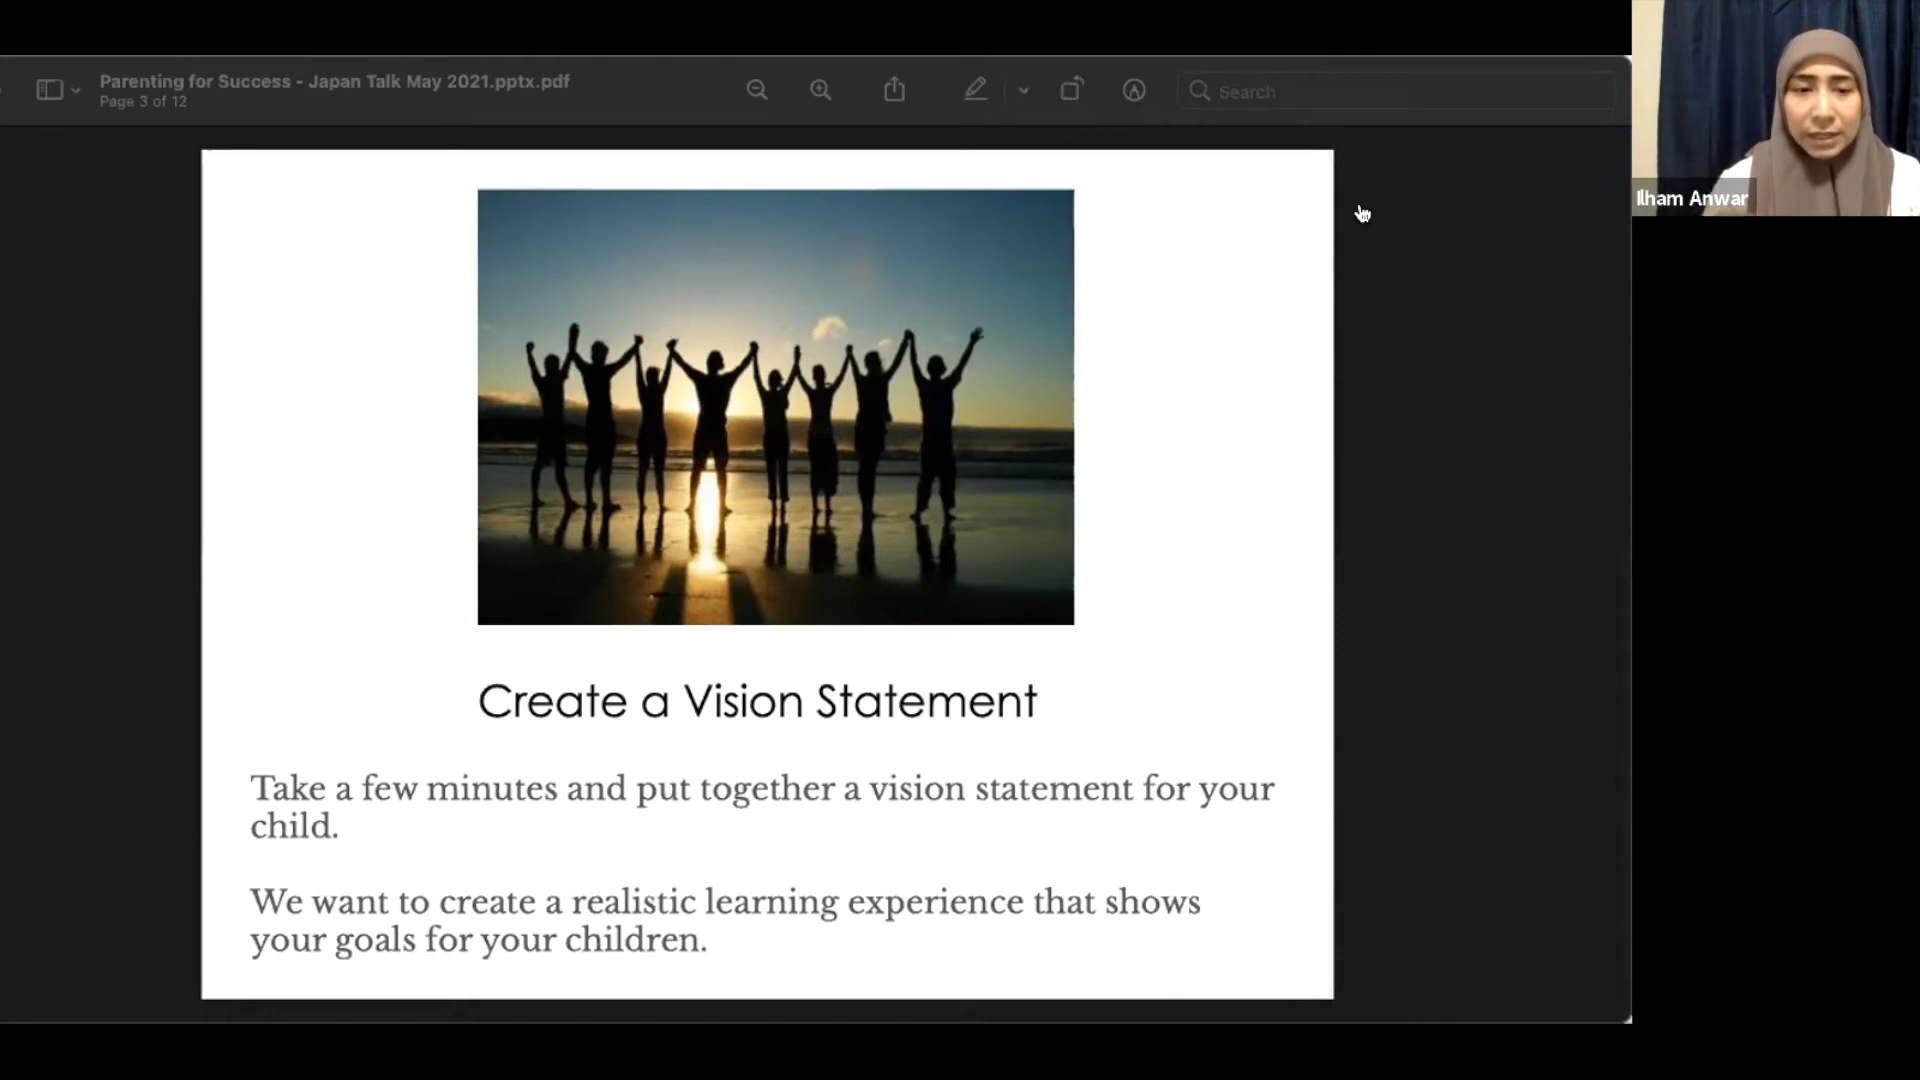 Parenting for Success - Japan Talk May 2021.pptx.pdf
Page 3 of 12
Search
Ilham Anwar
Create a Vision Statement
Take a few minutes and put together a vision statement for your
child.
We want to create a realistic learning experience that shows
your goals for your children.